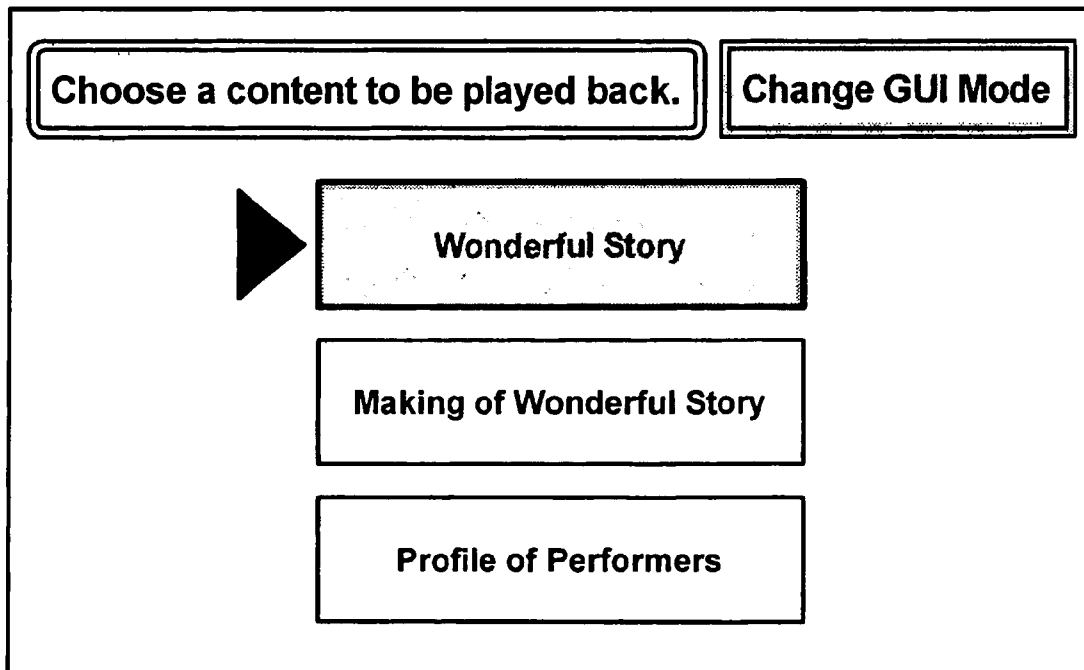 Choose a content to be played back.
Change GUI Mode
Wonderful Story
Making of Wonderful Story
Profile of Performers